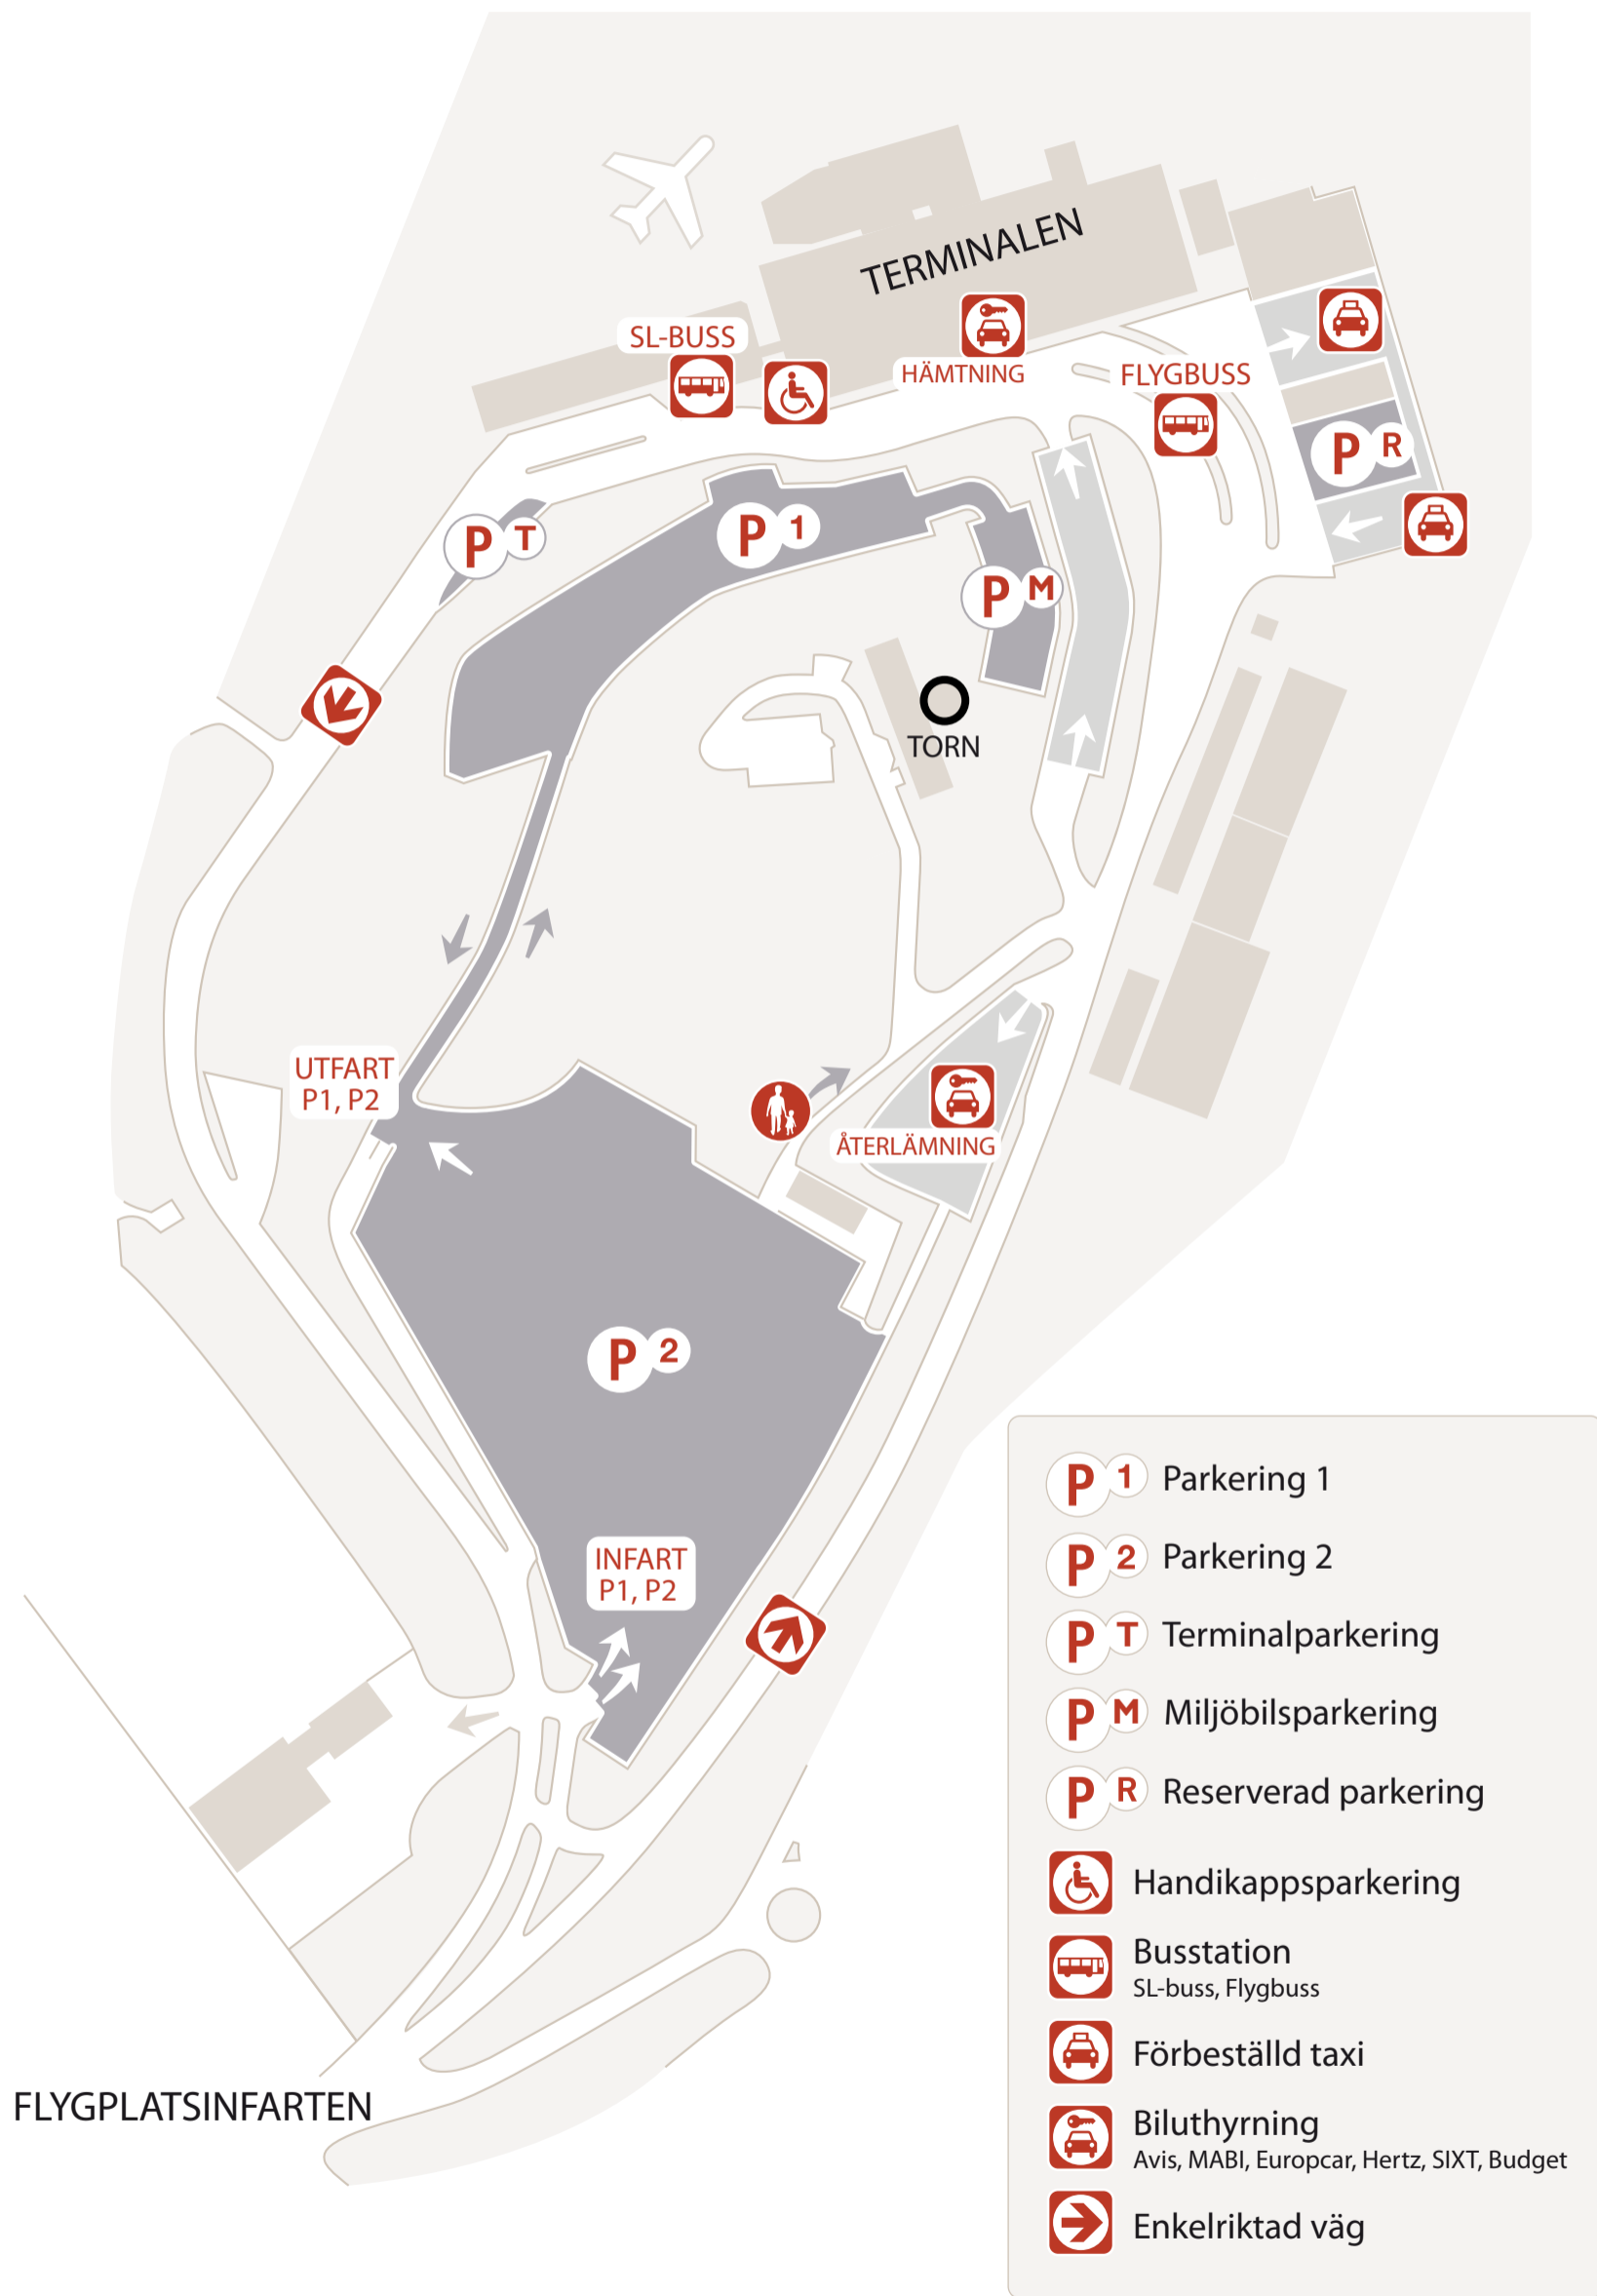 TERMINALEN
SL-BUSS
HÄMTNING
FLYGBUSS
P R
P T
P 1
P M
TORN
UTFART
P1, P2
ÅTERLÄMNING
P 2
INFART
P1, P2
FLYGPLATSINFARTEN
P 1 Parkering 1
P 2 Parkering 2
P T Terminalparkering
P M Miljöbilsparkering
P R Reserverad parkering
Handikappsparkering
Busstation
SL-buss, Flygbuss
Förbeställd taxi
Biluthyrning
Avis, MABI, Europcar, Hertz, SIXT, Budget
Enkelriktad väg